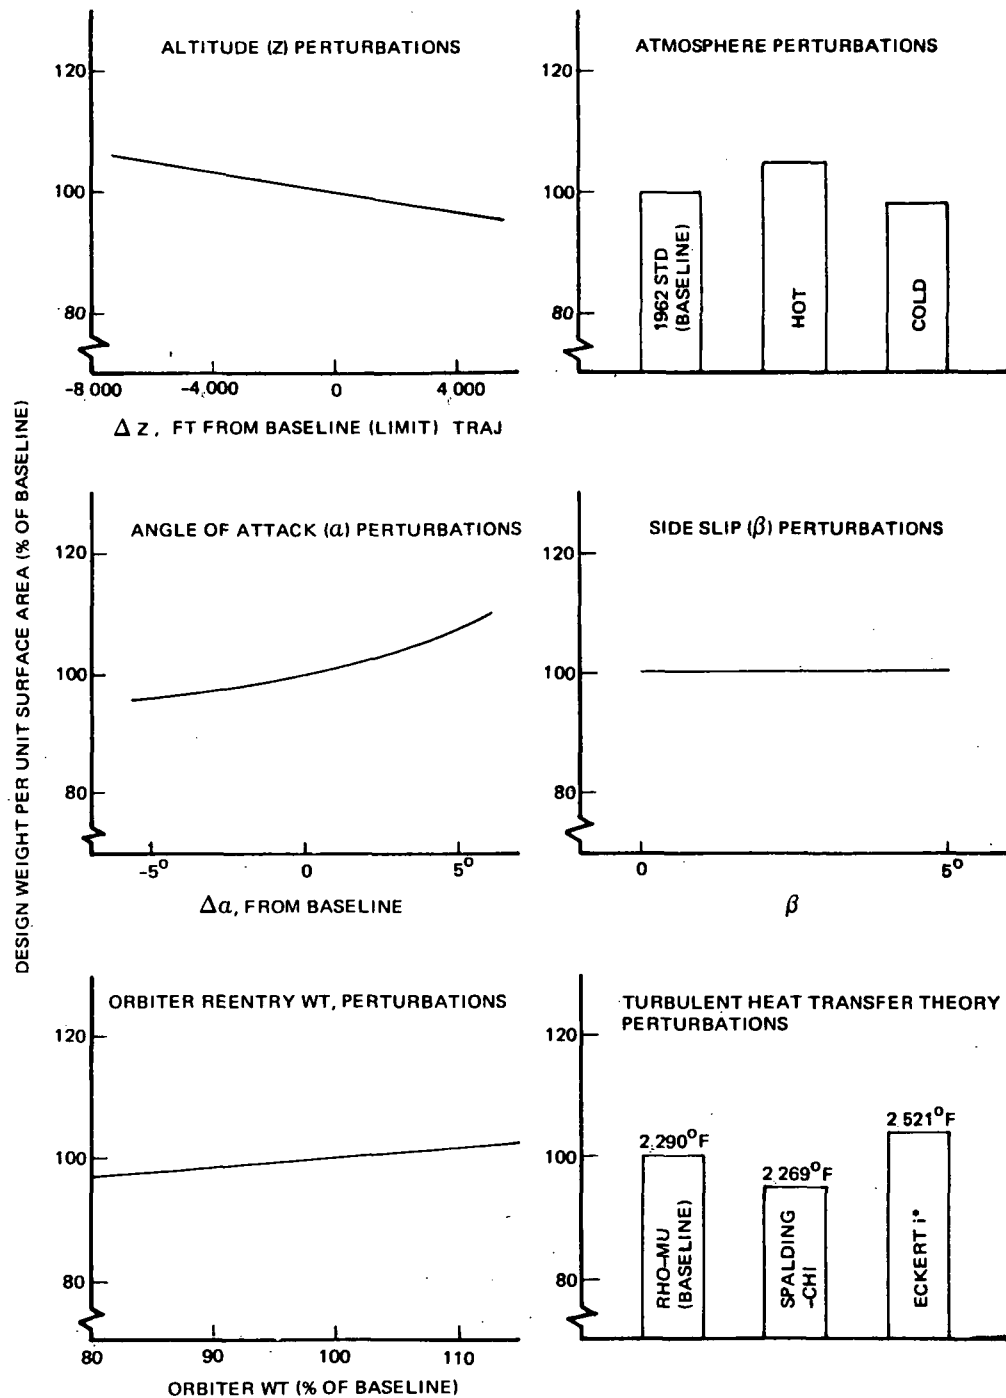 DESIGN WEIGHT PER UNIT SURFACE AREA (% OF BASELINE)
ALTITUDE (Z) PERTURBATIONS
120
100
80
-8 000 -4,000 0 4 000
Δ Z, FT FROM BASELINE (LIMIT) TRAJ
ATMOSPHERE PERTURBATIONS
120
100
80
1962 STD
(BASELINE)
HOT
COLD
ANGLE OF ATTACK (α) PERTURBATIONS
120
100
80
-5° 0 5°
Δα, FROM BASELINE
SIDE SLIP (β) PERTURBATIONS
120
100
80
0 5°
β
ORBITER REENTRY WT, PERTURBATIONS
120
100
80
80 90 100 110
ORBITER WT (% OF BASELINE)
TURBULENT HEAT TRANSFER THEORY
PERTURBATIONS
120
100
80
2 290°F
RHO-MU
(BASELINE)
2 269°F
SPALDING
-CHI
2 521°F
ECKERT i*